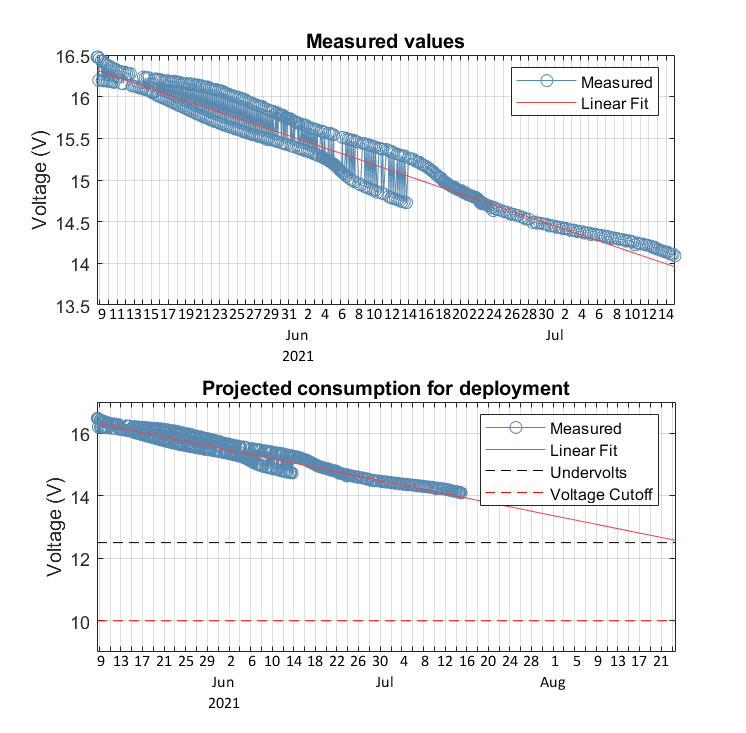 Measured values
16.5
16
15.5
15
14.5
14
13.5
Voltage (V)
Measured
Linear Fit
9 11 13 15 17 19 21 23 25 27 29 31 2 4 6 8 10 12 14 16 18 20 22 24 26 28 30 2 4 6 8 10 12 14
Jun Jul
2021
Projected consumption for deployment
16
14
12
10
Voltage (V)
Measured
Linear Fit
Undervolts
Voltage Cutoff
9 13 17 21 25 29 2 6 10 14 18 22 26 30 4 8 12 16 20 24 28 1 5 9 13 17 21
Jun Jul Aug
2021